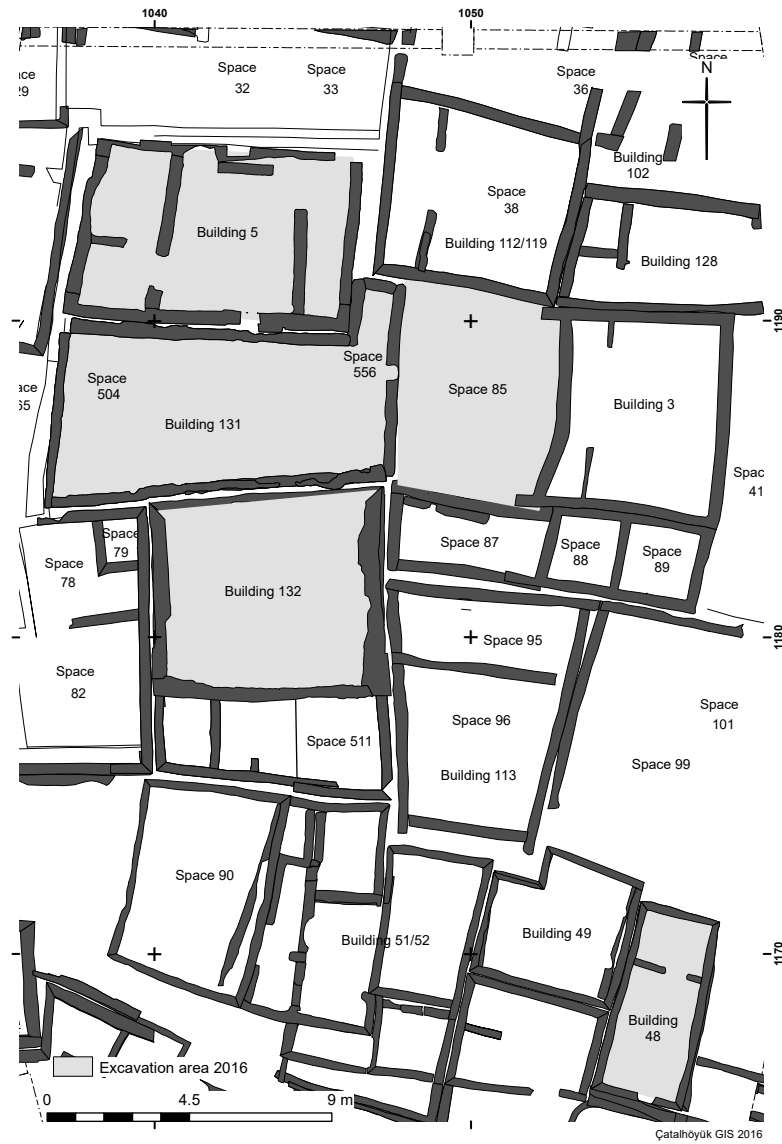 1040 1050
Space
32
Space
33
Space
36
Space
N
Building
102
Space
38
Building 5
Building 112/119
Building 128
1190
Space
504
Space
556
Space 85
Building 3
Building 131
41
Space 87
Space
88
Space
89
Space
79
Space
78
Building 132
1180
Space 95
Space
82
Space
101
Space 96
Space 511
Space 99
Building 113
Space 90
Building 51/52
Building 49
1170
Building
48
Excavation area 2016
0 4.5 9 m
Çatalhöyük GIS 2016